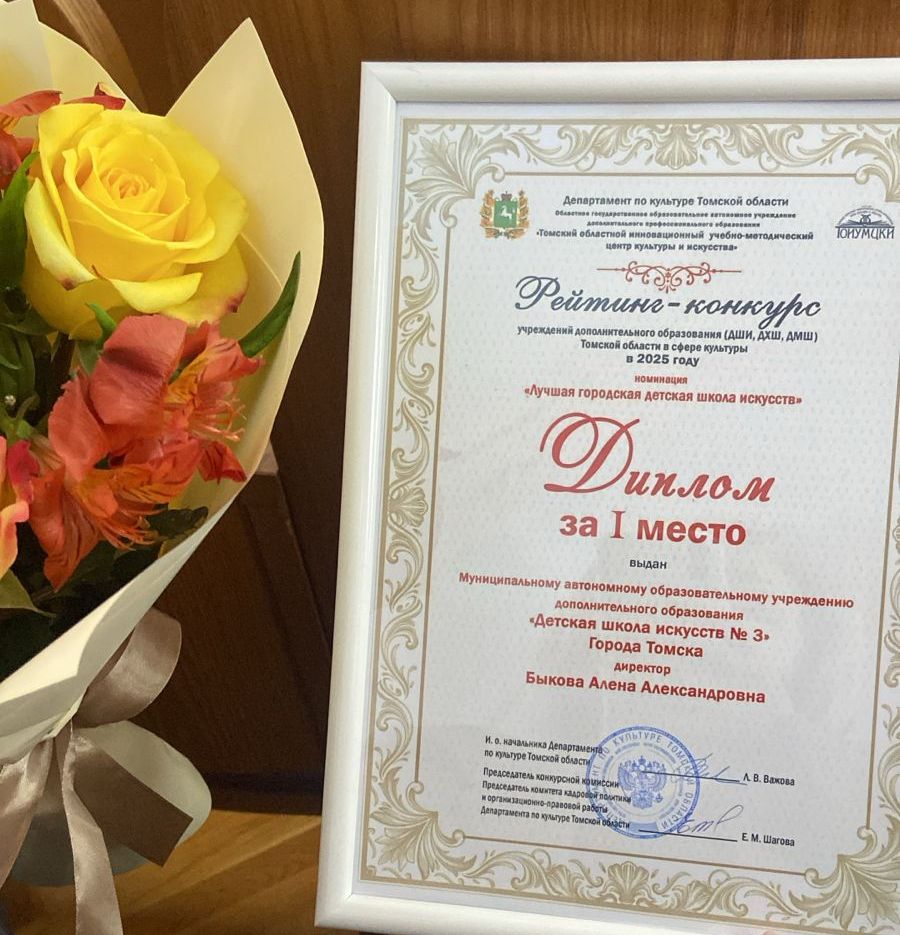 Департамент по культуре Томской области
Областное государственное образовательное автономное учреждение
дополнительного профессионального образования
«Томский областной инновационный учебно-методический
центр культуры и искусства»
ТОИУМЦКИ
Рейтинг-конкурс
учреждений дополнительного образования (ДШИ, ДХШ, ДМШ)
Томской области в сфере культуры
в 2025 году
номинация
«Лучшая городская детская школа искусств»
Диплом
за I место
выдан
Муниципальному автономному образовательному учреждению
дополнительного образования
«Детская школа искусств № 3»
Города Томска
директор
Быкова Алена Александровна
И. о. начальника Департамента
по культуре Томской области
Л. В. Важова
Председатель конкурсной комиссии
Председатель комитета кадровой политики
и организационно-правовой работы
Департамента по культуре Томской области
Е. М. Шагова
ПО КУЛЬТУРЕ ТОМСКОЙ ОБЛАСТИ